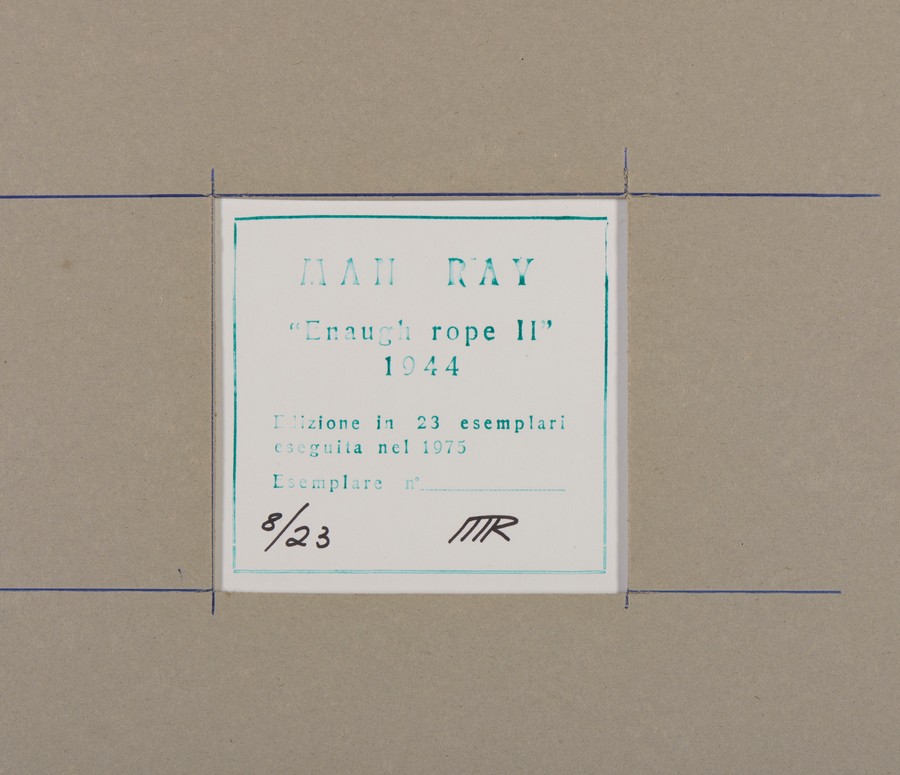 MAN RAY
“Enaugh rope II”
1944
Edizione in 23 esemplari
eseguita nel 1975
Esemplare n°
8/23 MR